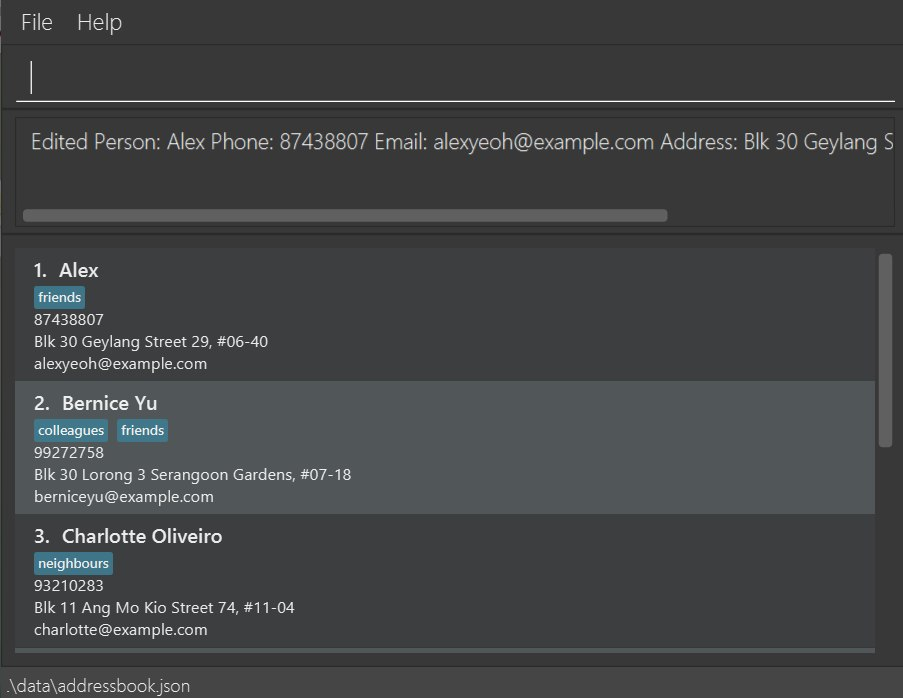 File Help
Edited Person: Alex Phone: 87438807 Email: alexyeoh@example.com Address: Blk 30 Geylang S
1. Alex
friends
87438807
Blk 30 Geylang Street 29, #06-40
alexyeoh@example.com
2. Bernice Yu
colleagues friends
99272758
Blk 30 Lorong 3 Serangoon Gardens, #07-18
berniceyu@example.com
3. Charlotte Oliveiro
neighbours
93210283
Blk 11 Ang Mo Kio Street 74, #11-04
charlotte@example.com
.\data\addressbook.json